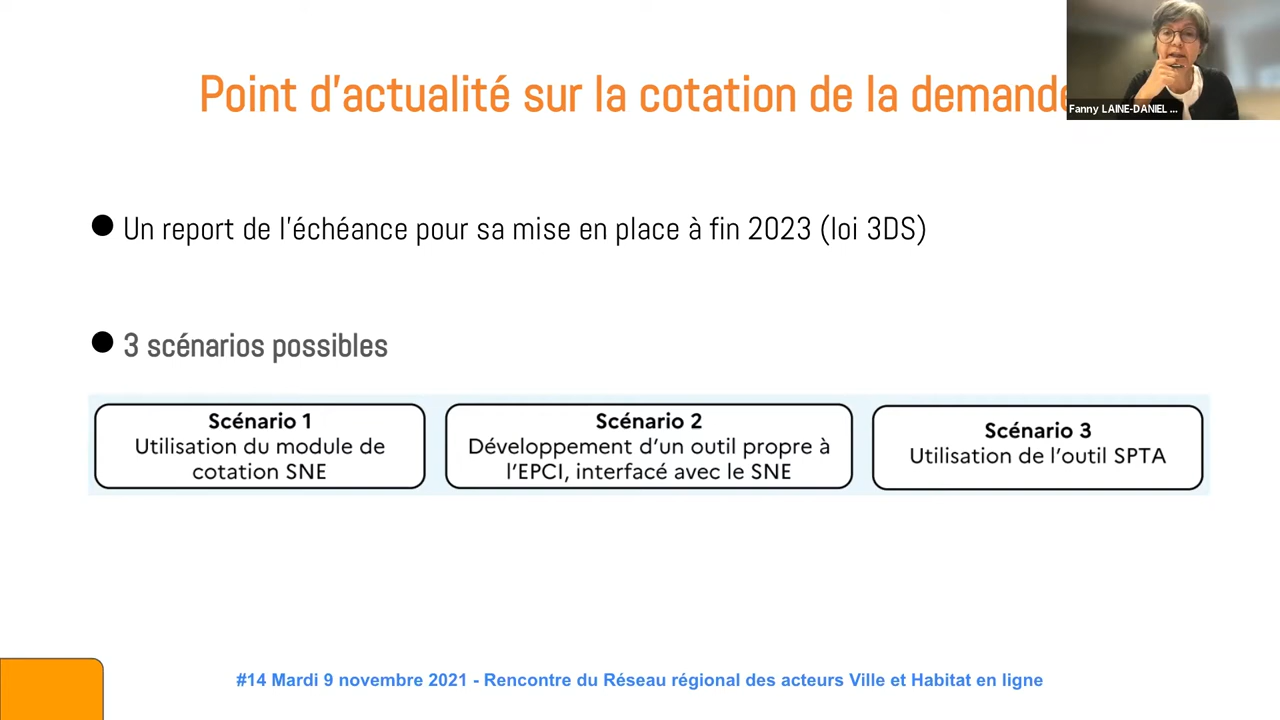 Point d'actualité sur la cotation de la demande
Fanny LAINE-DANIEL ...
● Un report de l'échéance pour sa mise en place à fin 2023 (loi 3DS)
● 3 scénarios possibles
Scénario 1
Utilisation du module de
cotation SNE
Scénario 2
Développement d'un outil propre à
l'EPCI, interfacé avec le SNE
Scénario 3
Utilisation de l'outil SPTA
#14 Mardi 9 novembre 2021 - Rencontre du Réseau régional des acteurs Ville et Habitat en ligne